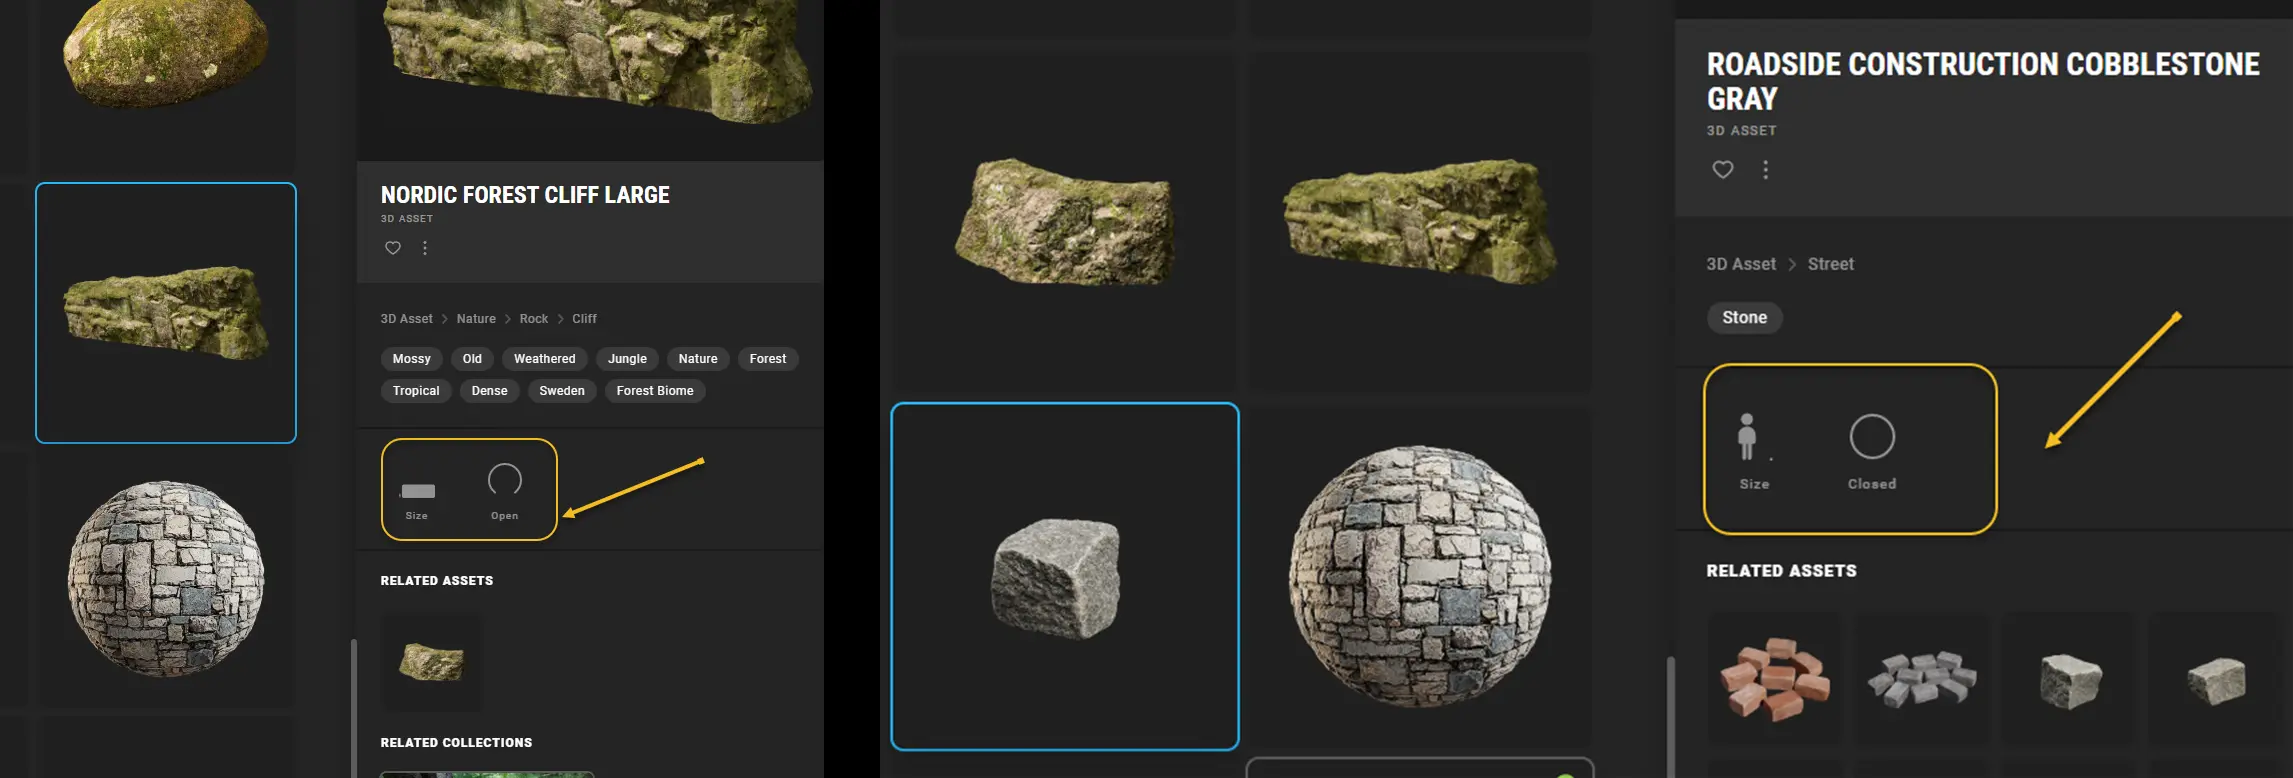 NORDIC FOREST CLIFF LARGE
3D ASSET
3D Asset > Nature > Rock > Cliff
Mossy Old Weathered Jungle Nature Forest
Tropical Dense Sweden Forest Biome
Size Open
RELATED ASSETS
RELATED COLLECTIONS
ROADSIDE CONSTRUCTION COBBLESTONE
GRAY
3D ASSET
3D Asset > Street
Stone
Size Closed
RELATED ASSETS